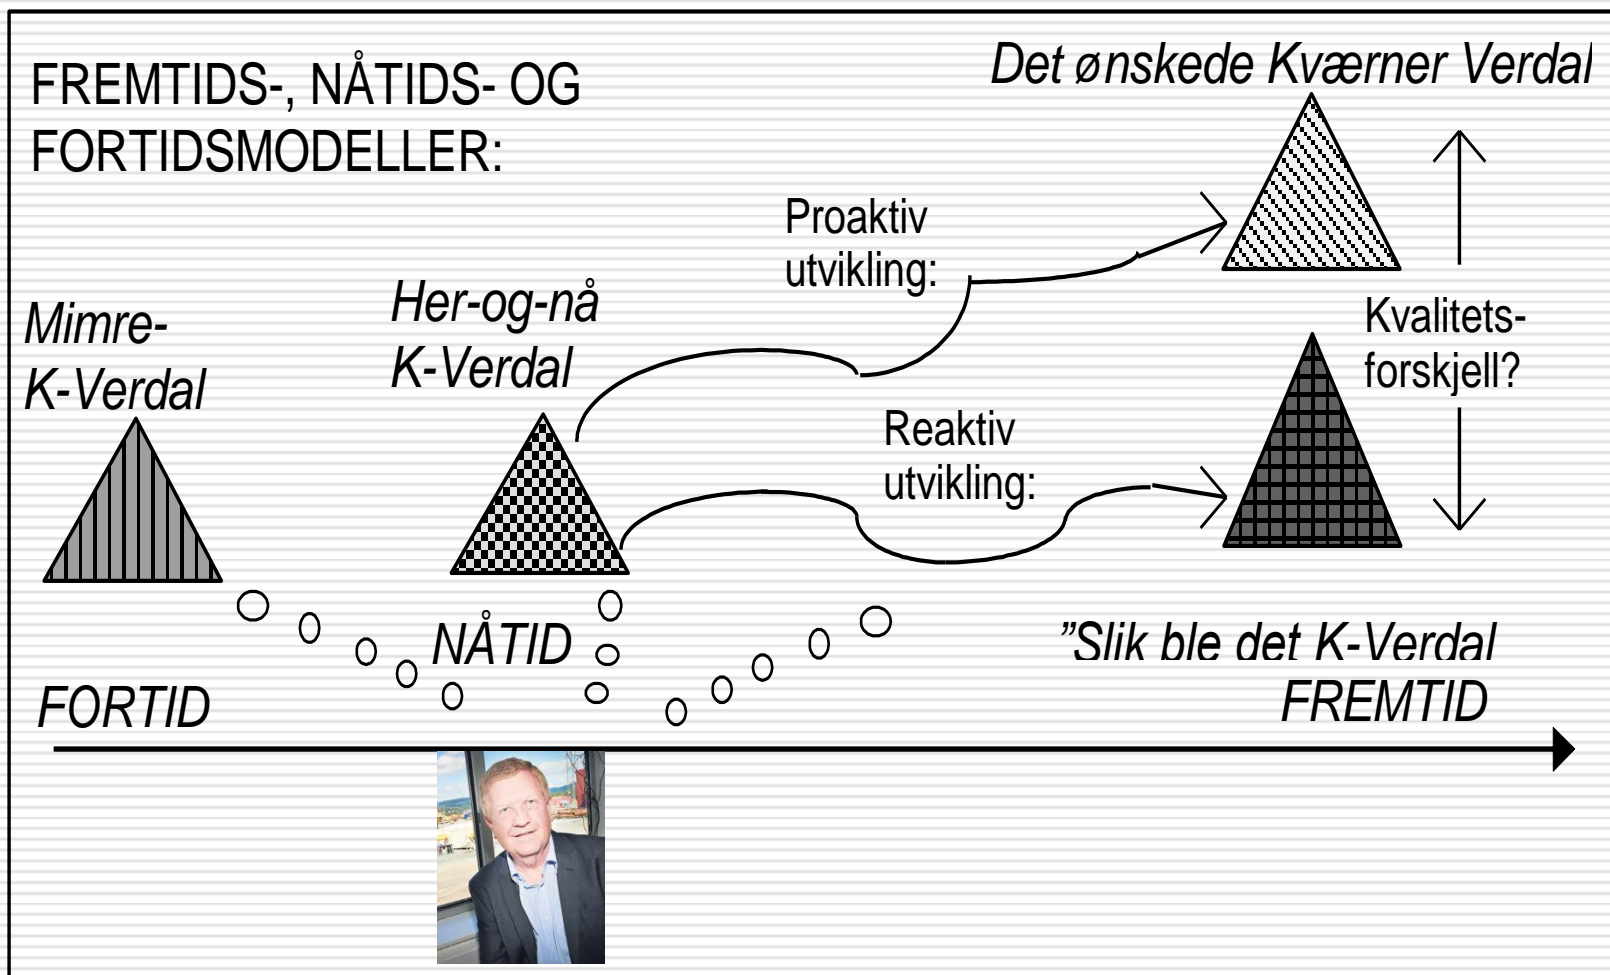 FREMTIDS-, NÅTIDS- OG
FORTIDSMODELLER:
Det ønskede Kværner Verdal
Proaktiv
utvikling:
Mimre-
K-Verdal
Her-og-nå
K-Verdal
Kvalitets-
forskjell?
Reaktiv
utvikling:
NÅTID
”Slik ble det K-Verdal
FORTID
FREMTID